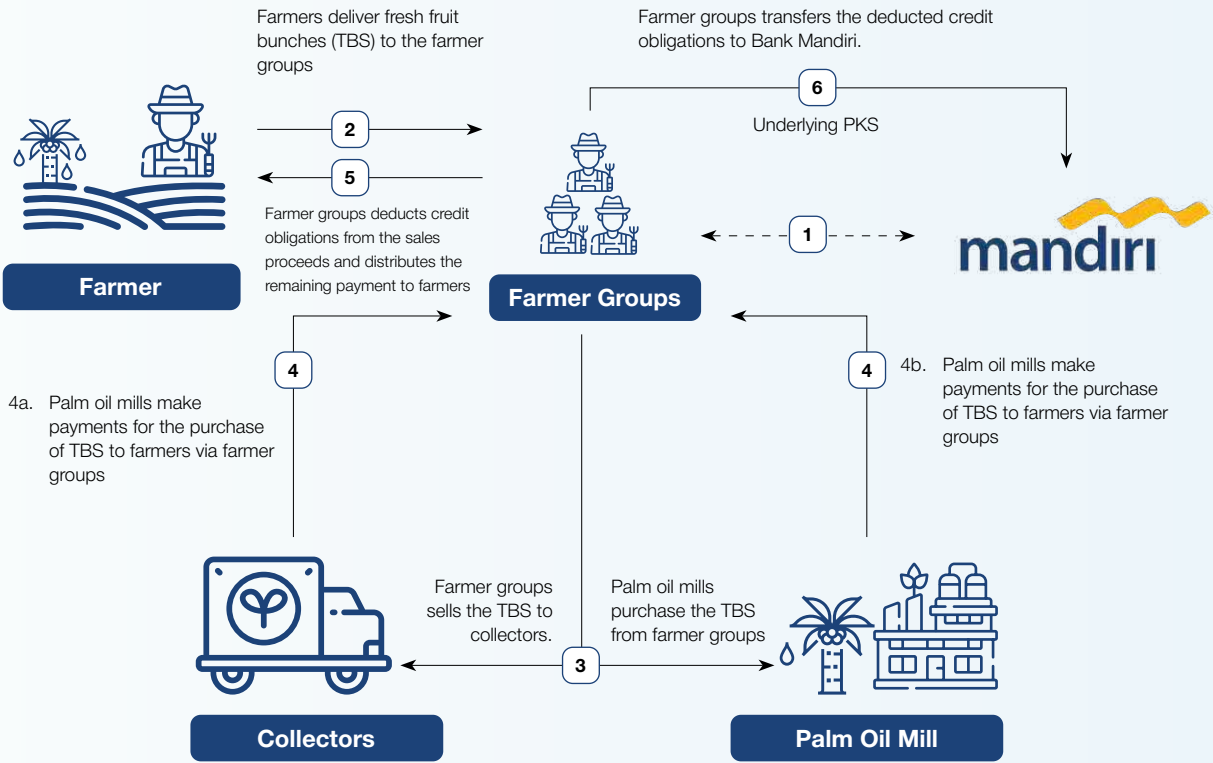 Farmers deliver fresh fruit
bunches (TBS) to the farmer
groups
Farmer groups transfers the deducted credit
obligations to Bank Mandiri.
6
Underlying PKS
2
5
Farmer groups deducts credit
obligations from the sales
proceeds and distributes the
remaining payment to farmers
1
mandırı
Farmer
Farmer Groups
4
4
4a. Palm oil mills make
payments for the purchase
of TBS to farmers via farmer
groups
4b. Palm oil mills make
payments for the purchase
of TBS to farmers via farmer
groups
Farmer groups
sells the TBS to
collectors.
Palm oil mills
purchase the TBS
from farmer groups
3
Collectors
Palm Oil Mill